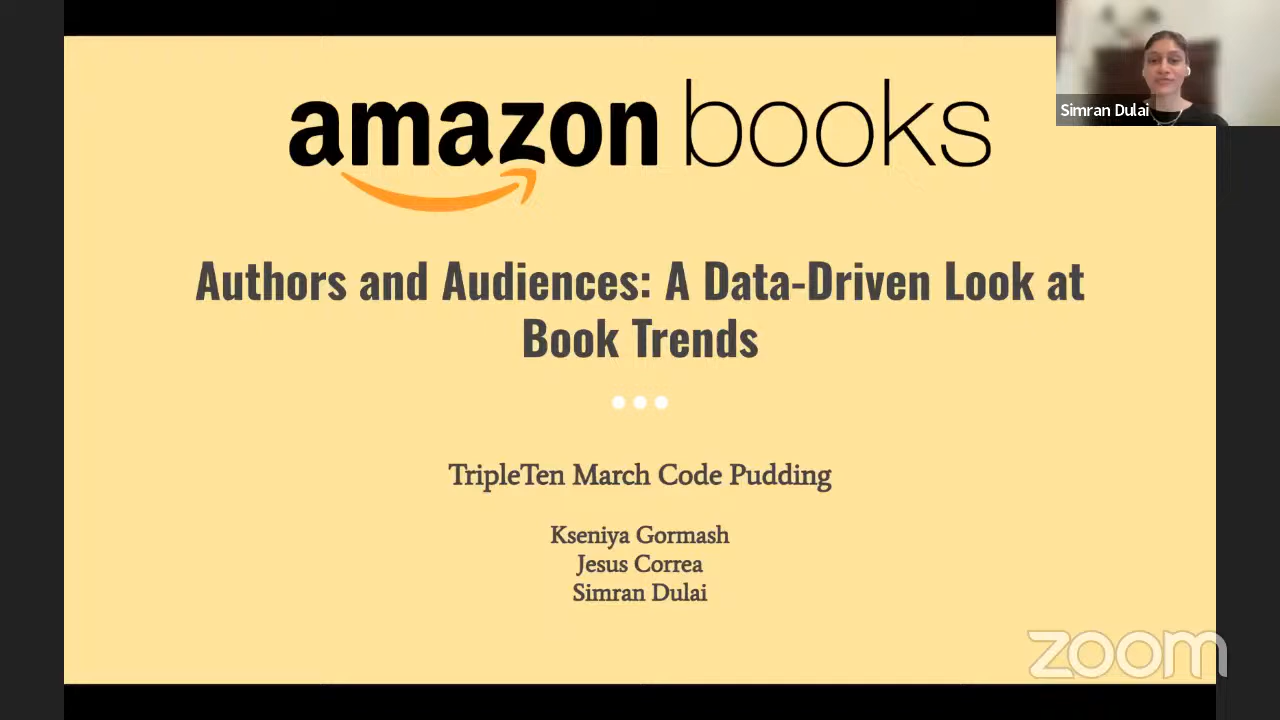 amazon books
Simran Dulai
Authors and Audiences: A Data-Driven Look at
Book Trends
TripleTen March Code Pudding
Kseniya Gormash
Jesus Correa
Simran Dulai
zoom